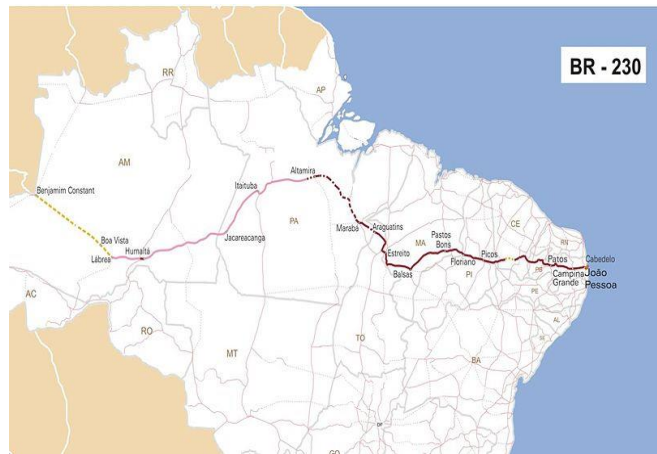 BR - 230
RR
AP
AM
Benjamim Constant
Altamira
Itaituba
Boa Vista
Humaitá
Lábrea
Jacareacanga
PA
Marabá
Araguatins
Estreito
MA
Pastos
Bons
Balsas
Floriano
Picos
PI
CE
RN
Patos
PB
Cabedelo
Campina
Grande
João
Pessoa
PE
AL
AC
RO
MT
TO
BA
DF
GO